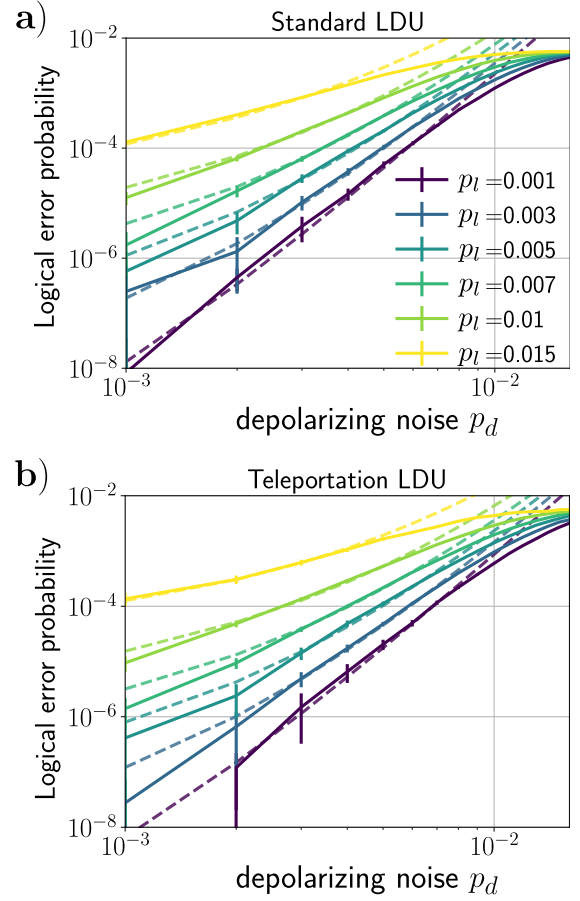 a)
Standard LDU
Logical error probability
10⁻²
10⁻⁴
10⁻⁶
10⁻⁸
p_l =0.001
p_l =0.003
p_l =0.005
p_l =0.007
p_l =0.01
p_l =0.015
10⁻³
10⁻²
depolarizing noise p_d
b)
Teleportation LDU
Logical error probability
10⁻²
10⁻⁴
10⁻⁶
10⁻⁸
10⁻³
10⁻²
depolarizing noise p_d